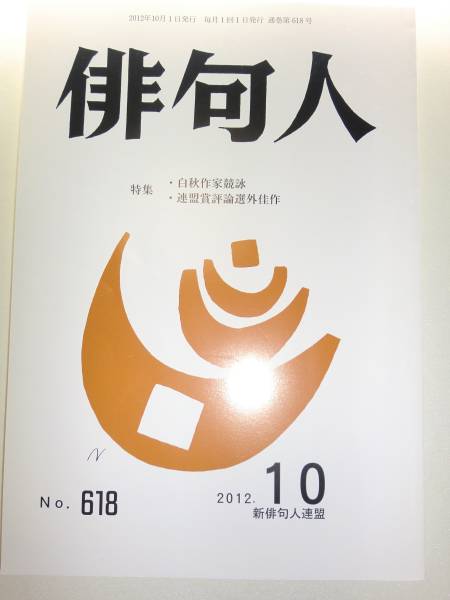 2012年10月1日発行 毎月1回1日発行 通巻第618号
俳句人
特集
・白秋作家競詠
・連盟賞評論選外佳作
N
No. 618
2012. 10
新俳句人連盟